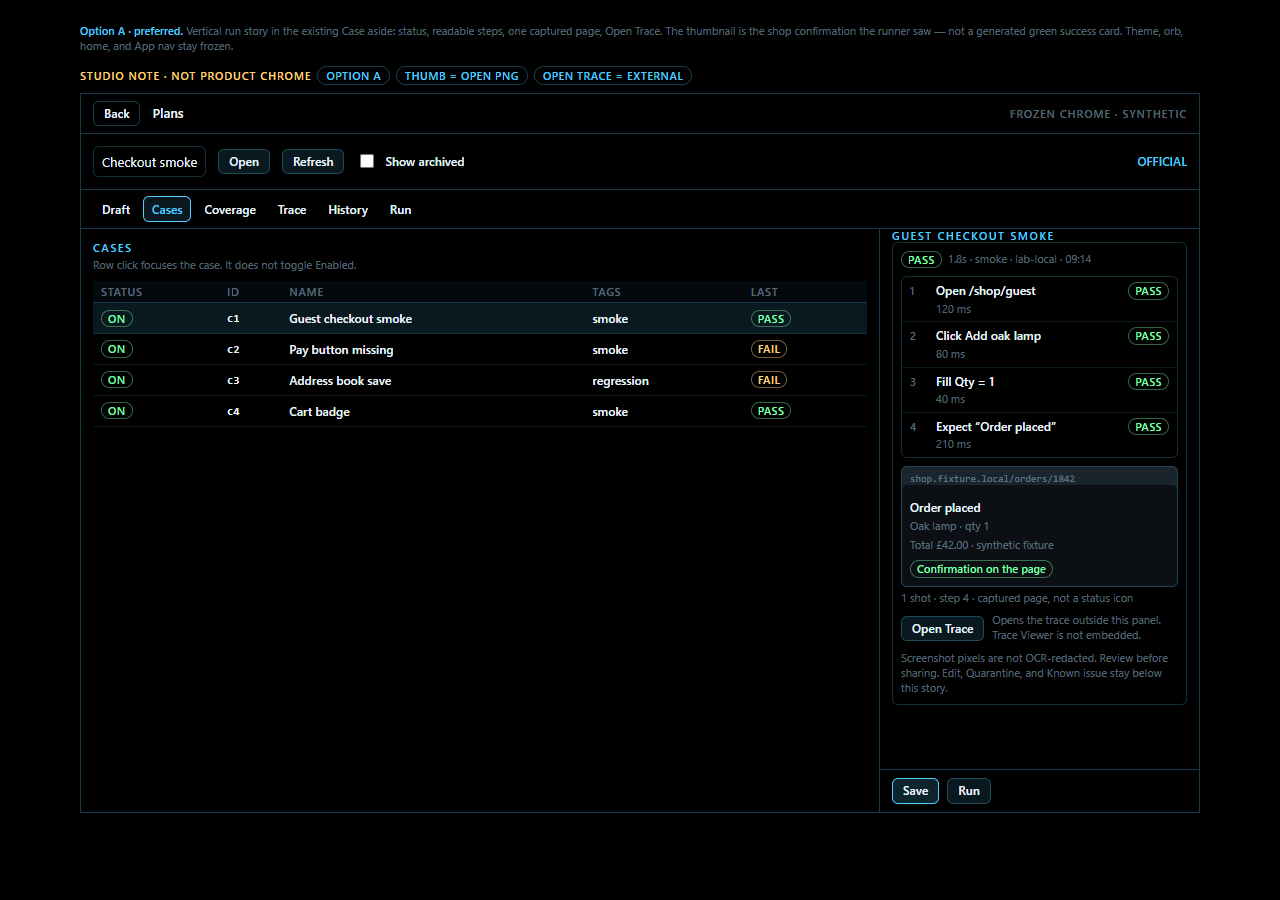 Option A · preferred. Vertical run story in the existing Case aside: status, readable steps, one captured page, Open Trace. The thumbnail is the shop confirmation the runner saw — not a generated green success card. Theme, orb,
home, and App nav stay frozen.
STUDIO NOTE · NOT PRODUCT CHROME OPTION A THUMB = OPEN PNG OPEN TRACE = EXTERNAL
Back Plans FROZEN CHROME · SYNTHETIC
Checkout smoke Open Refresh Show archived OFFICIAL
Draft Cases Coverage Trace History Run
CASES
Row click focuses the case. It does not toggle Enabled.
STATUS ID NAME TAGS LAST
ON c1 Guest checkout smoke smoke PASS
ON c2 Pay button missing smoke FAIL
ON c3 Address book save regression FAIL
ON c4 Cart badge smoke PASS
GUEST CHECKOUT SMOKE
PASS 1.8s · smoke · lab-local · 09:14
1 Open /shop/guest PASS
120 ms
2 Click Add oak lamp PASS
80 ms
3 Fill Qty = 1 PASS
40 ms
4 Expect “Order placed” PASS
210 ms
shop.fixture.local/orders/1842
Order placed
Oak lamp · qty 1
Total £42.00 · synthetic fixture
Confirmation on the page
1 shot · step 4 · captured page, not a status icon
Open Trace Opens the trace outside this panel.
Trace Viewer is not embedded.
Screenshot pixels are not OCR-redacted. Review before
sharing. Edit, Quarantine, and Known issue stay below
this story.
Save Run